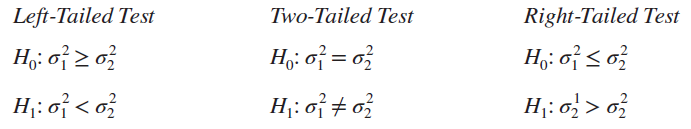 Left-Tailed Test Two-Tailed Test Right-Tailed Test
H₀: σ₁² ≥ σ₂² H₀: σ₁² = σ₂² H₀: σ₁² ≤ σ₂²
H₁: σ₁² < σ₂² H₁: σ₁² ≠ σ₂² H₁: σ₂¹ > σ₂²